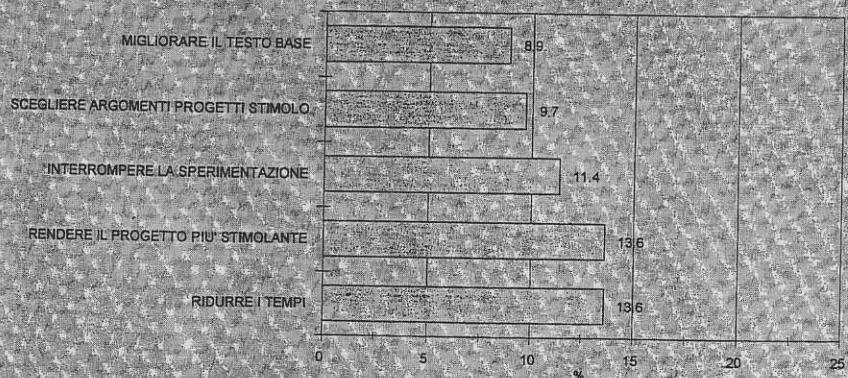 MIGLIORARE IL TESTO BASE 8.9
SCEGLIERE ARGOMENTI PROGETTI STIMOLO 9.7
INTERROMPERE LA SPERIMENTAZIONE 11.4
RENDERE IL PROGETTO PIU' STIMOLANTE 13.6
RIDURRE I TEMPI 13.6
0 5 10 15 20 25
%